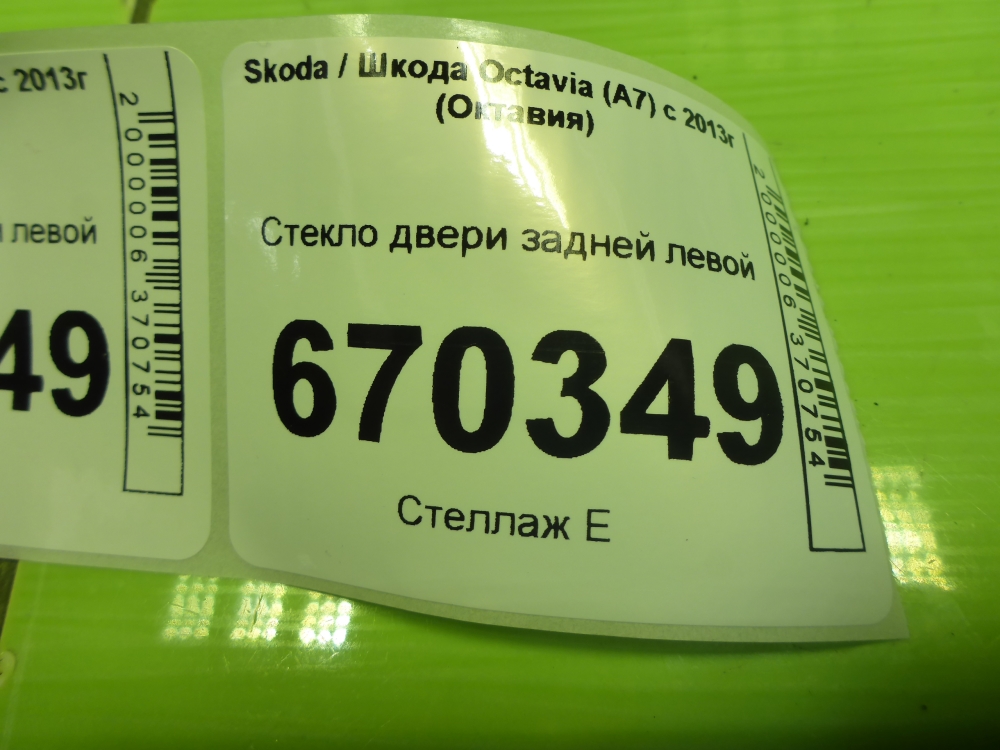 с 2013г
левой
49
2000006370754
Skoda / Шкода Octavia (A7) с 2013г
(Октавия)
Стекло двери задней левой
670349
Стеллаж Е
2000006370754